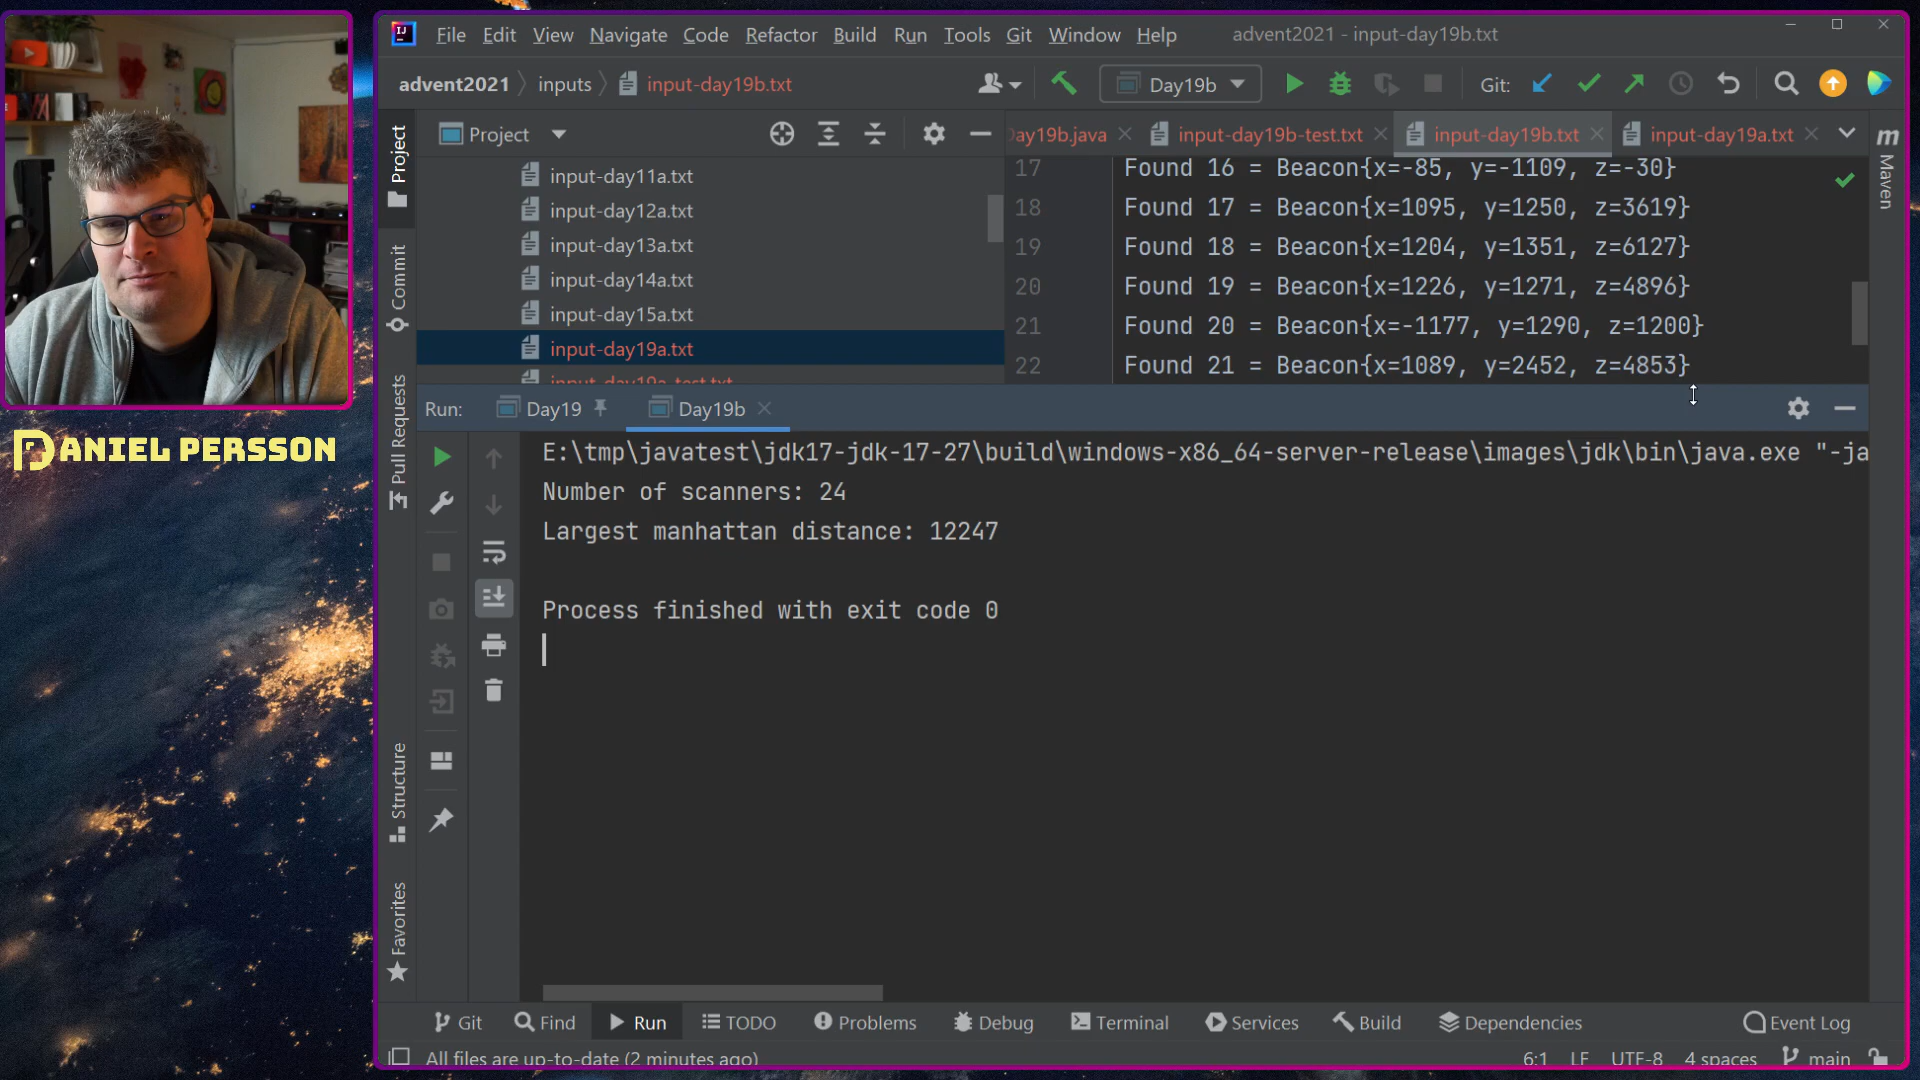 DANIEL PERSSON
File Edit View Navigate Code Refactor Build Run Tools Git Window Help advent2021 - input-day19b.txt
advent2021 inputs input-day19b.txt Day19b Git:
Project ay19b.java input-day19b-test.txt input-day19b.txt input-day19a.txt
input-day11a.txt
input-day12a.txt
input-day13a.txt
input-day14a.txt
input-day15a.txt
input-day19a.txt
input-day19a-test.txt
17 Found 16 = Beacon{x=-85, y=-1109, z=-30}
18 Found 17 = Beacon{x=1095, y=1250, z=3619}
19 Found 18 = Beacon{x=1204, y=1351, z=6127}
20 Found 19 = Beacon{x=1226, y=1271, z=4896}
21 Found 20 = Beacon{x=-1177, y=1290, z=1200}
22 Found 21 = Beacon{x=1089, y=2452, z=4853}
Project
Commit
Pull Requests
Structure
Favorites
m Maven
Run: Day19 Day19b
E:\tmp\javatest\jdk17-jdk-17-27\build\windows-x86_64-server-release\images\jdk\bin\java.exe "-ja
Number of scanners: 24
Largest manhattan distance: 12247
Process finished with exit code 0
Git Find Run TODO Problems Debug Terminal Services Build Dependencies Event Log
All files are up-to-date (2 minutes ago) 6:1 LF UTF-8 4 spaces main